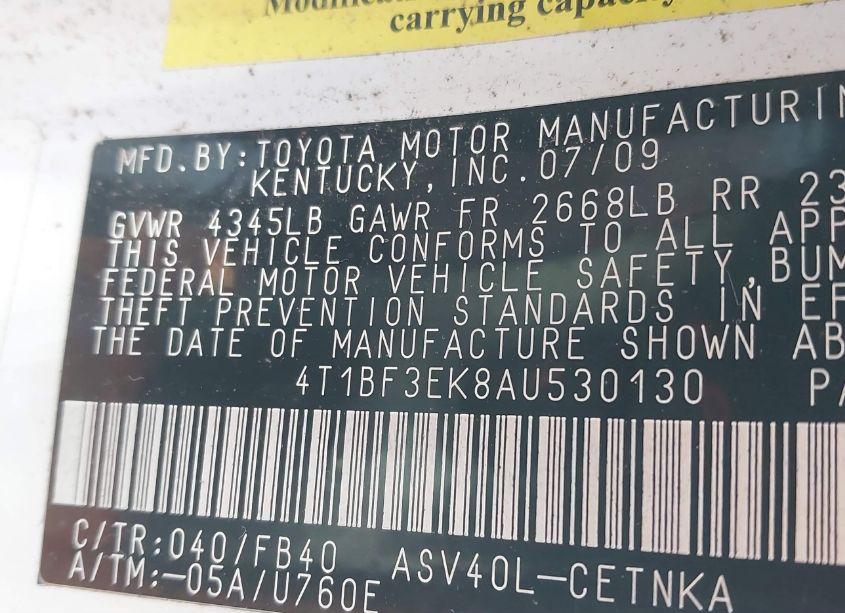 carrying capacity
MFD.BY:TOYOTA MOTOR MANUFACTURIN
KENTUCKY, INC. 07/09
GVWR 4345LB GAWR FR 2668LB RR 23
THIS VEHICLE CONFORMS TO ALL APP
FEDERAL MOTOR VEHICLE SAFETY, BUM
THEFT PREVENTION STANDARDS IN EF
THE DATE OF MANUFACTURE SHOWN AB
4T1BF3EK8AU530130 PA
C/TR:040/FB40 ASV40L-CETNKA
A/TM:-05A/U760E